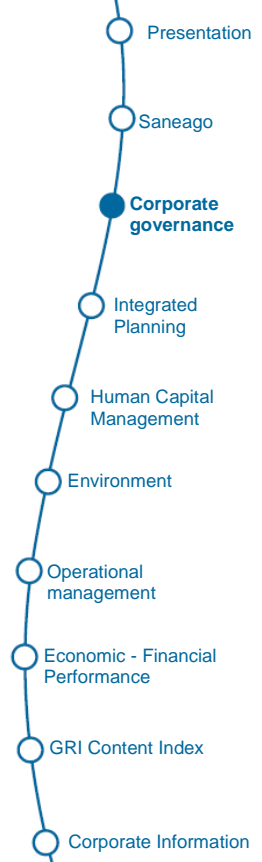 Presentation
Saneago
Corporate
governance
Integrated
Planning
Human Capital
Management
Environment
Operational
management
Economic - Financial
Performance
GRI Content Index
Corporate Information